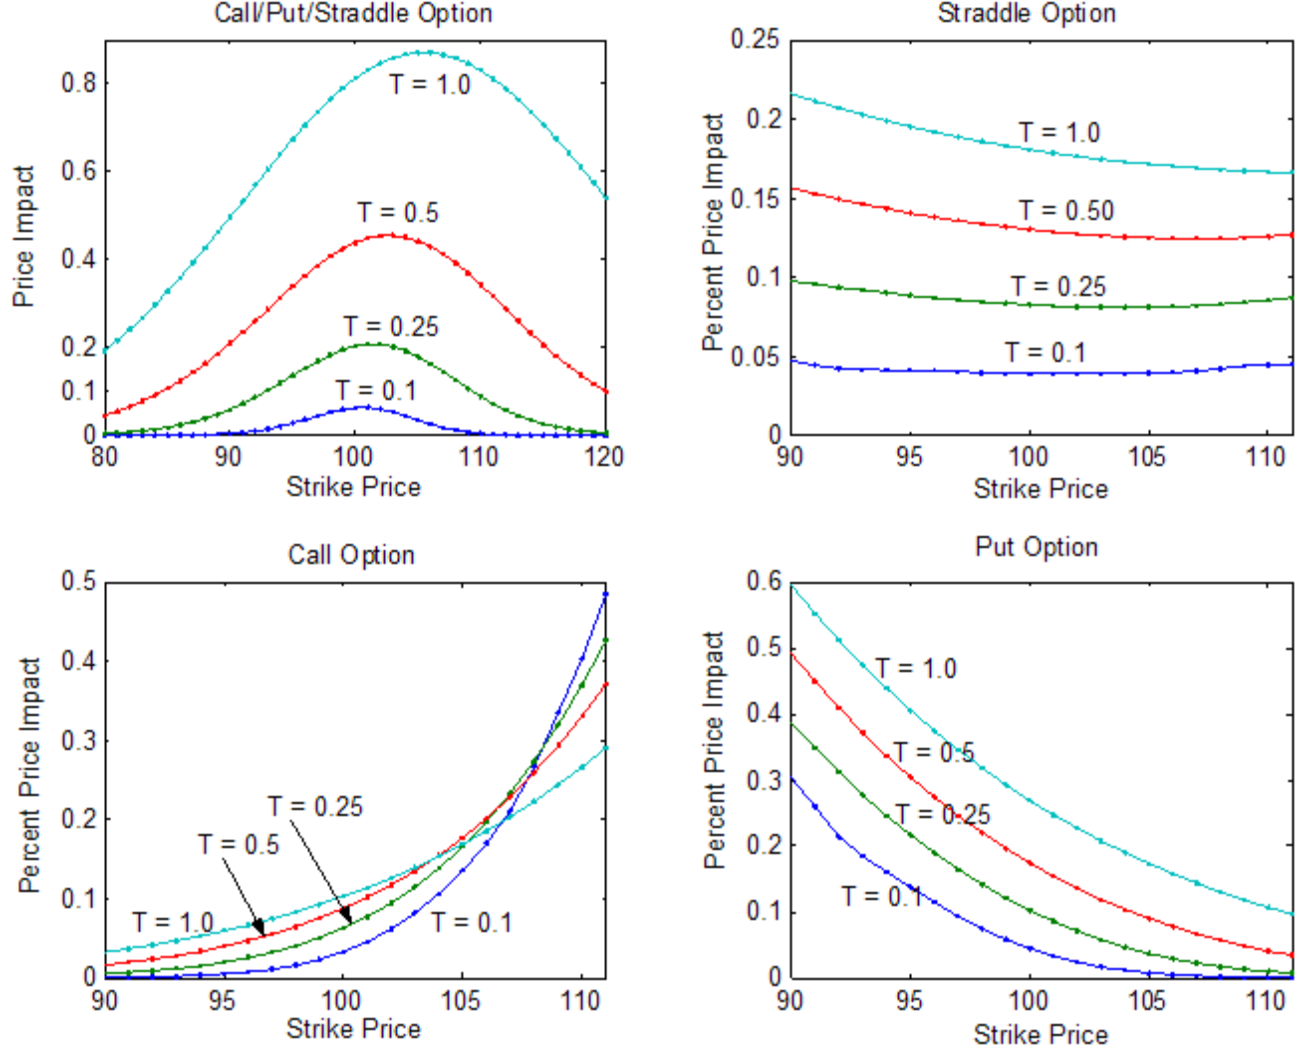 Call/Put/Straddle Option
Price Impact
0.8
0.6
0.4
0.2
0.1
0
T = 1.0
T = 0.5
T = 0.25
T = 0.1
80
90
100
110
120
Strike Price
Straddle Option
Percent Price Impact
0.25
0.2
0.15
0.1
0.05
0
T = 1.0
T = 0.50
T = 0.25
T = 0.1
90
95
100
105
110
Strike Price
Call Option
Percent Price Impact
0.5
0.4
0.3
0.2
0.1
0
T = 0.25
T = 0.5
T = 1.0
T = 0.1
90
95
100
105
110
Strike Price
Put Option
Percent Price Impact
0.6
0.5
0.4
0.3
0.2
0.1
0
T = 1.0
T = 0.5
T = 0.25
T = 0.1
90
95
100
105
110
Strike Price